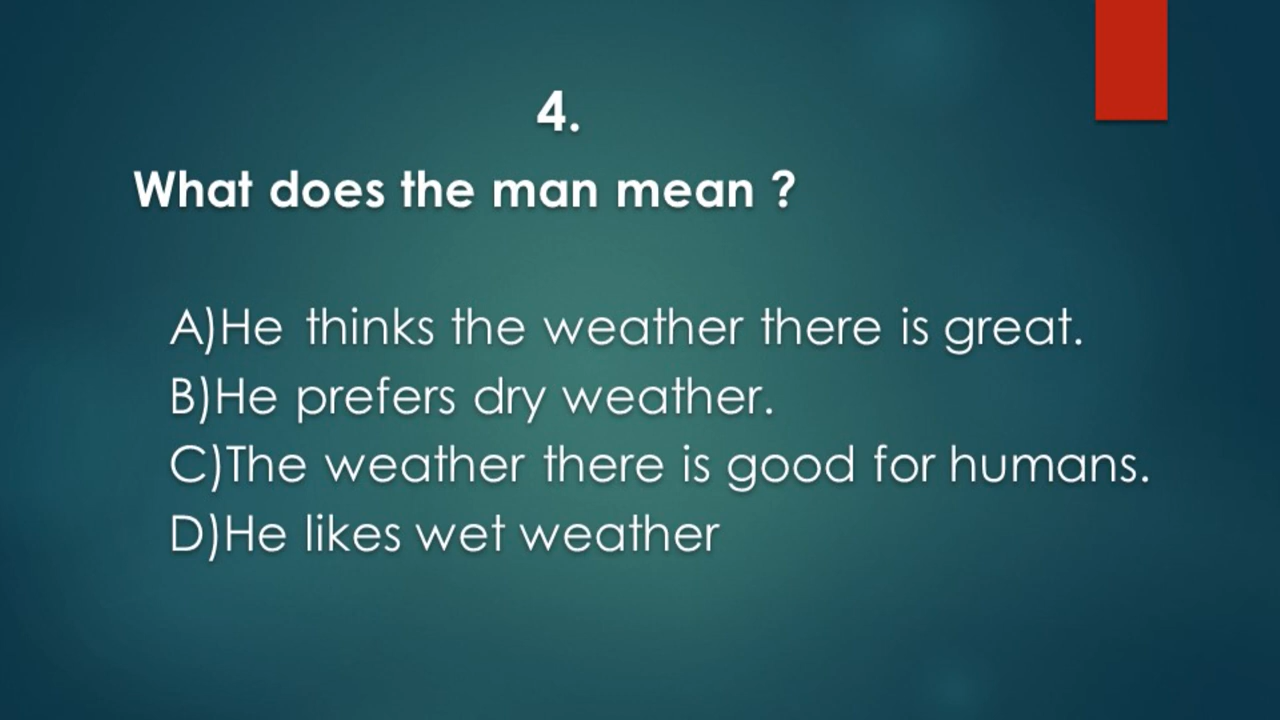 4.
What does the man mean ?
A)He thinks the weather there is great.
B)He prefers dry weather.
C)The weather there is good for humans.
D)He likes wet weather